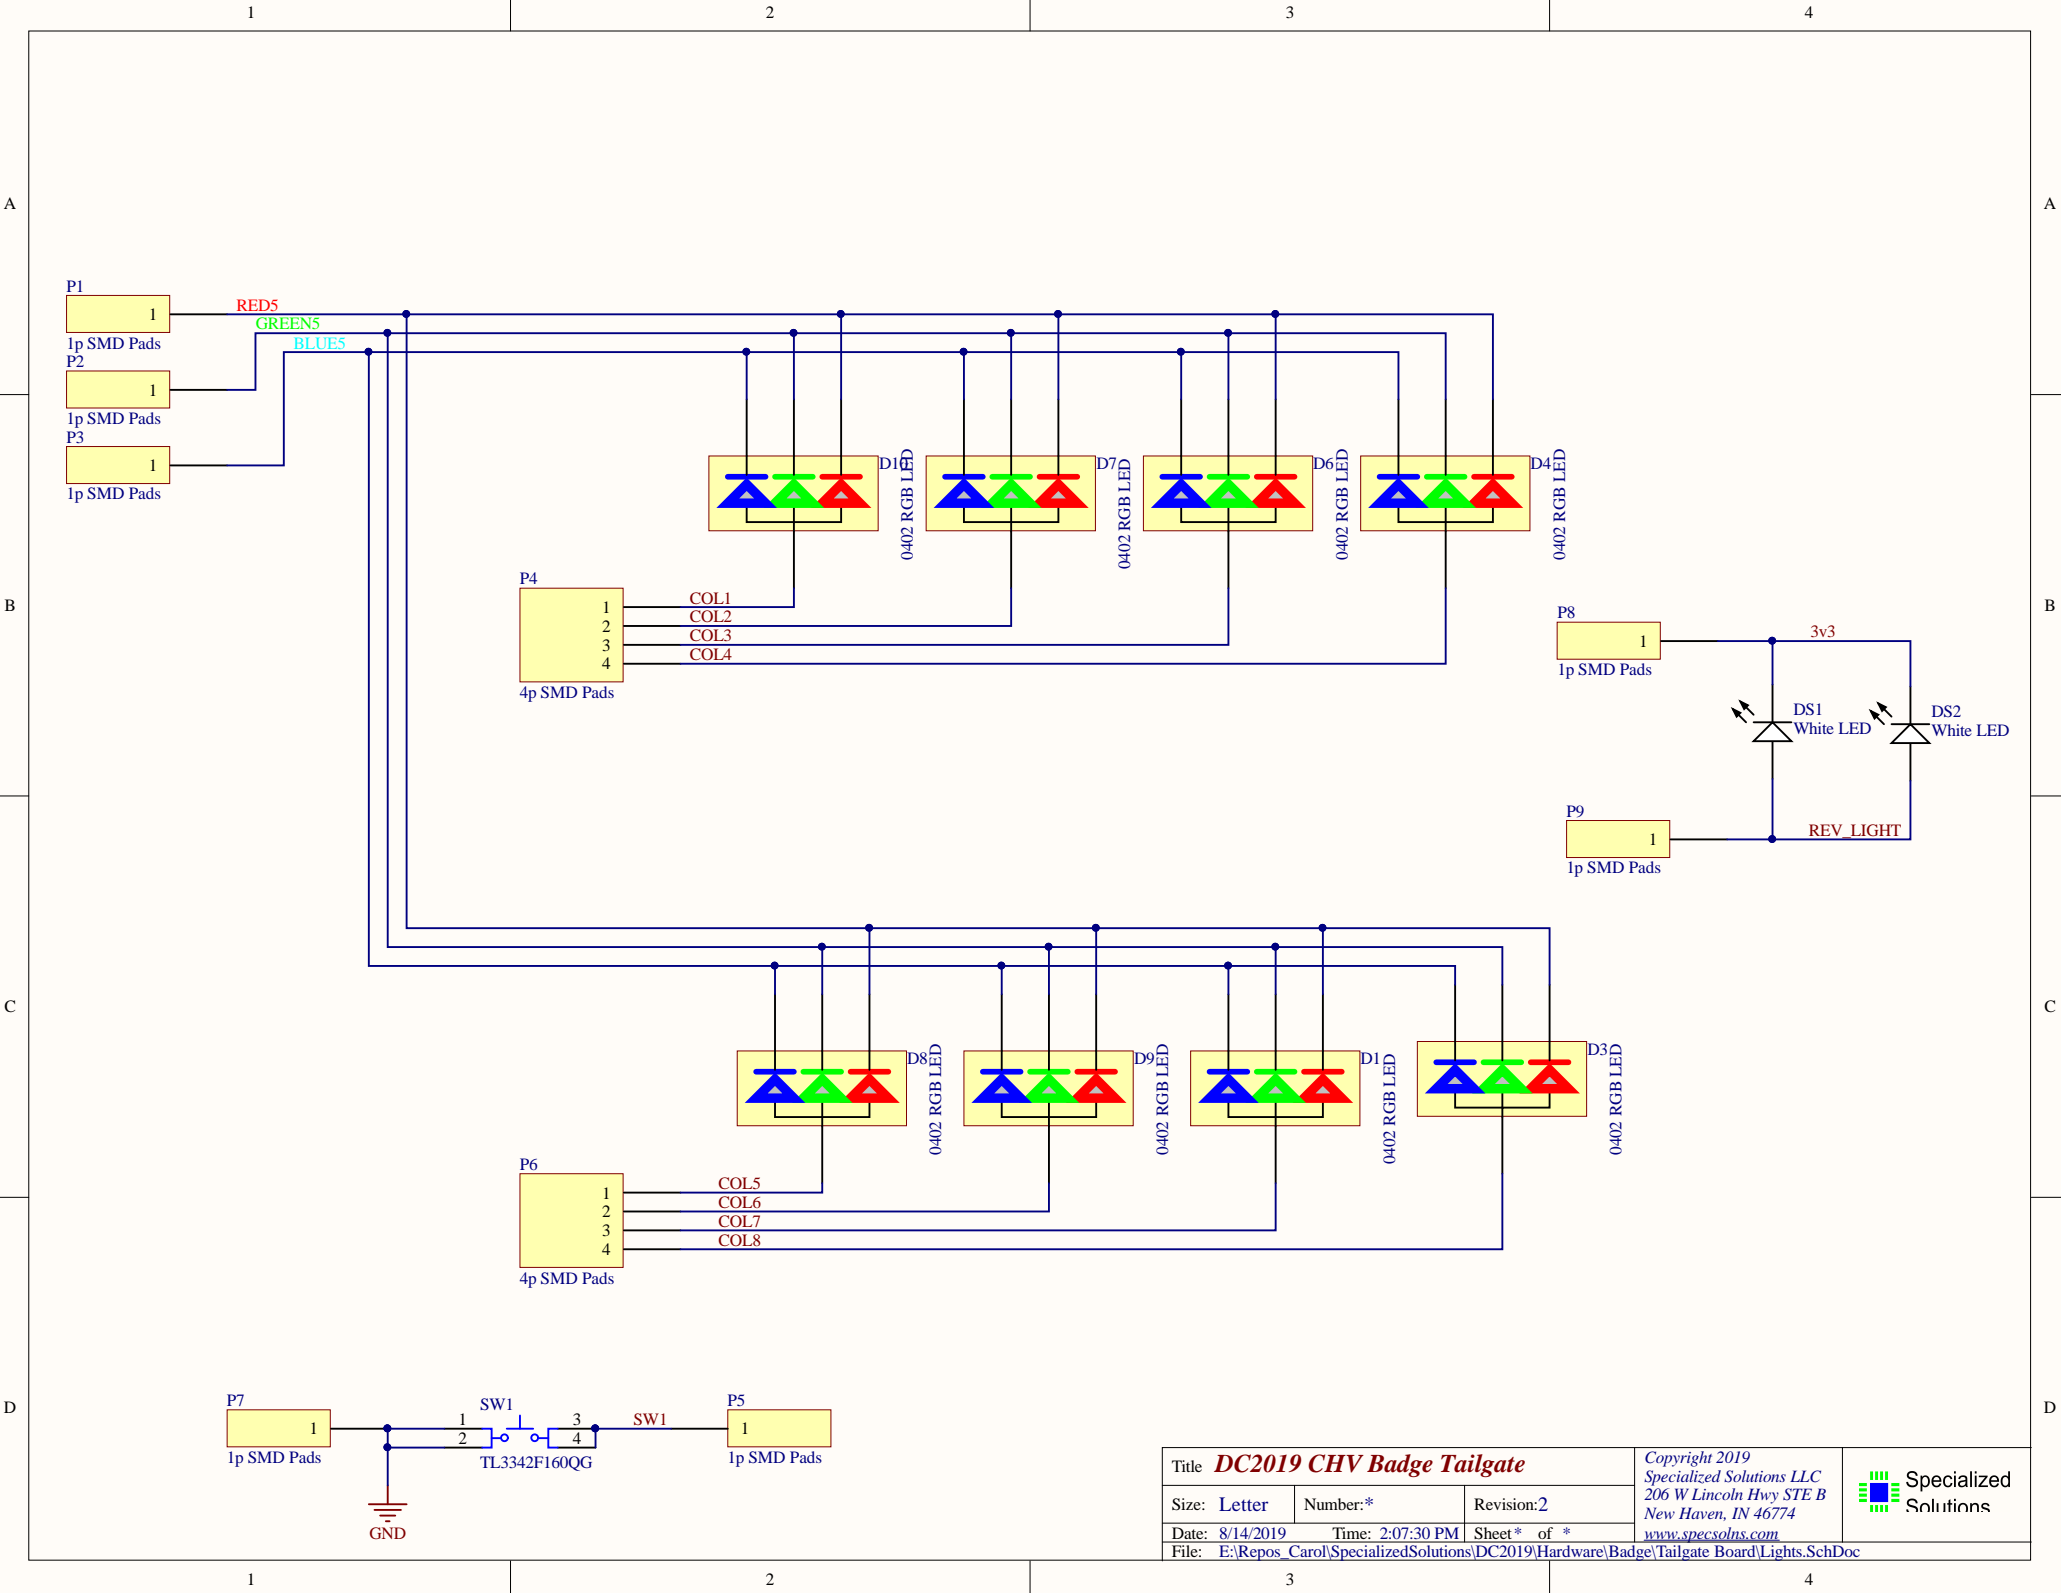 1 2 3 4
A A
P1
1
1p SMD Pads
RED5
GREEN5
BLUE5
P2
1
1p SMD Pads
P3
1
1p SMD Pads
D10
0402 RGB LED
D7
0402 RGB LED
D6
0402 RGB LED
D4
0402 RGB LED
B B
P4
1 COL1
2 COL2
3 COL3
4 COL4
4p SMD Pads
P8
1
1p SMD Pads
3v3
DS1
White LED
DS2
White LED
P9
1
1p SMD Pads
REV_LIGHT
C C
D8
0402 RGB LED
D9
0402 RGB LED
D1
0402 RGB LED
D3
0402 RGB LED
P6
1 COL5
2 COL6
3 COL7
4 COL8
4p SMD Pads
D D
P7
1
1p SMD Pads
GND
SW1
1
2
3
4
TL3342F160QG
SW1
P5
1
1p SMD Pads
Title DC2019 CHV Badge Tailgate
Size: Letter Number:* Revision:2
Date: 8/14/2019 Time: 2:07:30 PM Sheet * of *
File: E:\Repos_Carol\SpecializedSolutions\DC2019\Hardware\Badge\Tailgate Board\Lights.SchDoc
Copyright 2019
Specialized Solutions LLC
206 W Lincoln Hwy STE B
New Haven, IN 46774
www.specsolns.com
Specialized
Solutions
1 2 3 4